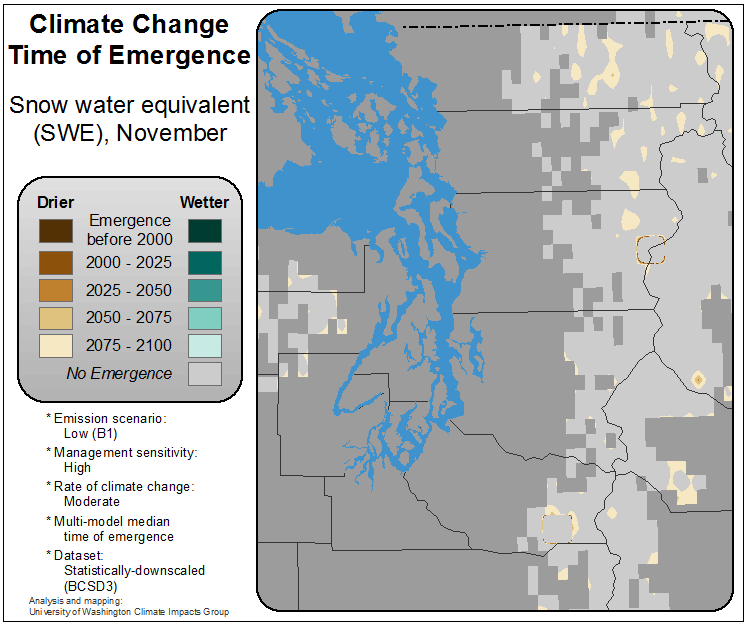 Climate Change
Time of Emergence
Snow water equivalent
(SWE), November
Drier Wetter
Emergence
before 2000
2000 - 2025
2025 - 2050
2050 - 2075
2075 - 2100
No Emergence
* Emission scenario:
Low (B1)
* Management sensitivity:
High
* Rate of climate change:
Moderate
* Multi-model median
time of emergence
* Dataset:
Statistically-downscaled
(BCSD3)
Analysis and mapping:
University of Washington Climate Impacts Group